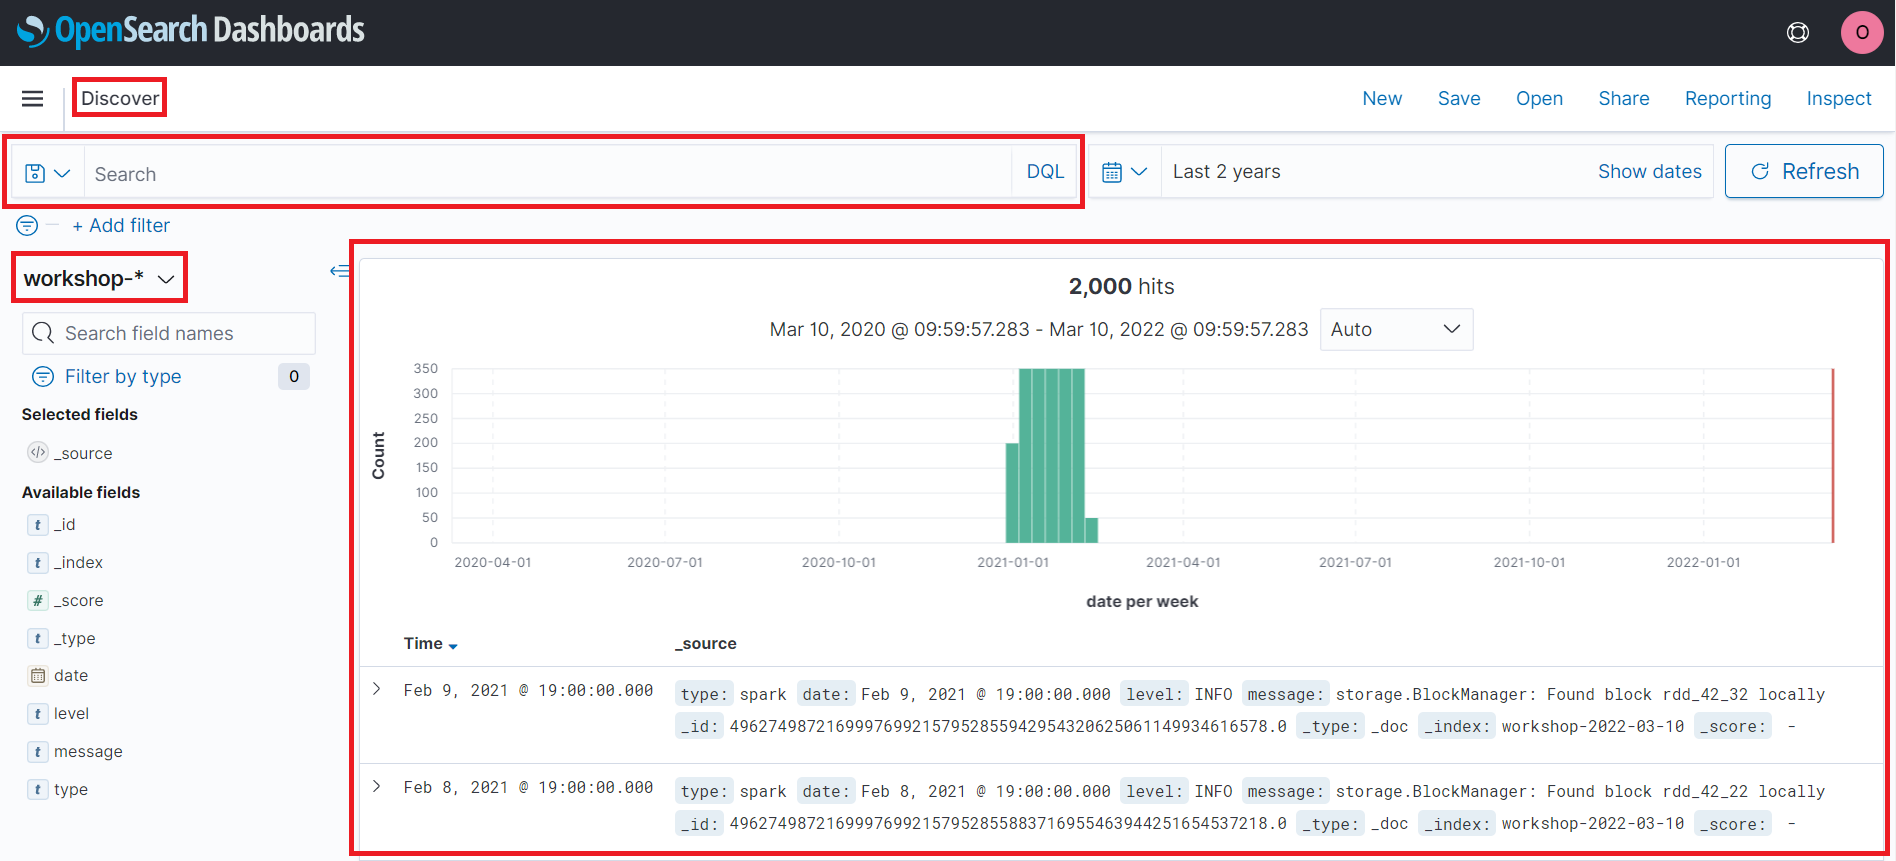 OpenSearch Dashboards
O
Discover
New Save Open Share Reporting Inspect
Search
DQL
Last 2 years
Show dates
Refresh
+ Add filter
workshop-*
Search field names
Filter by type 0
Selected fields
_source
Available fields
t _id
t _index
# _score
t _type
date
t level
t message
t type
2,000 hits
Mar 10, 2020 @ 09:59:57.283 - Mar 10, 2022 @ 09:59:57.283 Auto
Count
350
300
250
200
150
100
50
0
2020-04-01 2020-07-01 2020-10-01 2021-01-01 2021-04-01 2021-07-01 2021-10-01 2022-01-01
date per week
Time _source
Feb 9, 2021 @ 19:00:00.000 type: spark date: Feb 9, 2021 @ 19:00:00.000 level: INFO message: storage.BlockManager: Found block rdd_42_32 locally
_id: 49627498721699976992157952855942954320625061149934616578.0 _type: _doc _index: workshop-2022-03-10 _score: -
Feb 8, 2021 @ 19:00:00.000 type: spark date: Feb 8, 2021 @ 19:00:00.000 level: INFO message: storage.BlockManager: Found block rdd_42_22 locally
_id: 49627498721699976992157952855883716955463944251654537218.0 _type: _doc _index: workshop-2022-03-10 _score: -